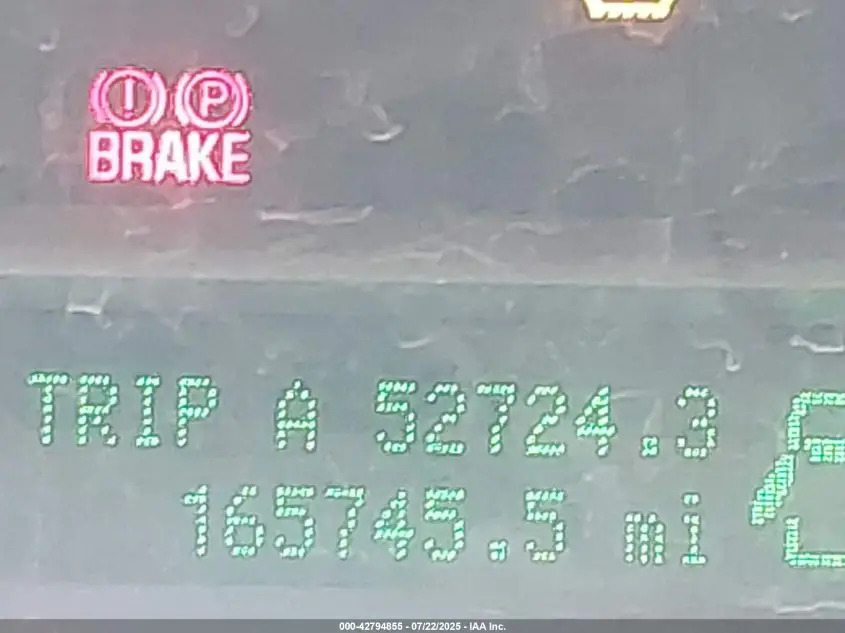 (I) (P)
BRAKE
TRIP A 52724.3
165745.5 mi
E
000-42794855 - 07/22/2025 - IAA Inc.